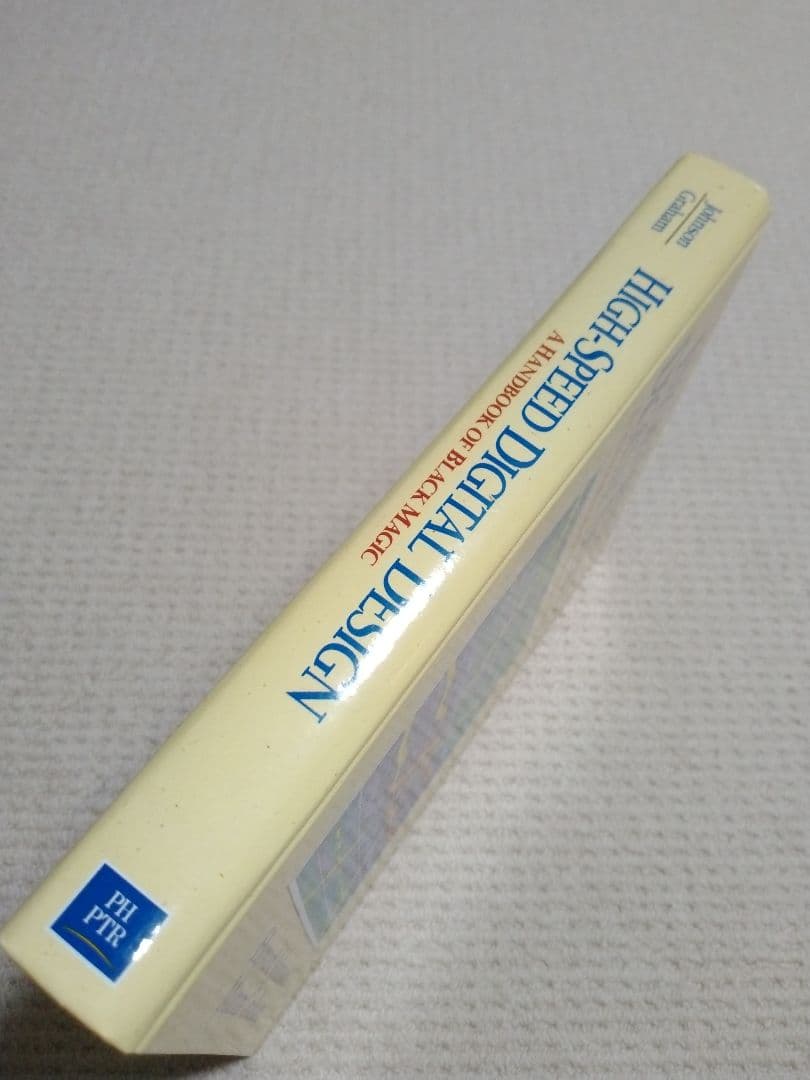 Johnson
Graham
HIGH-SPEED DIGITAL DESIGN
A HANDBOOK OF BLACK MAGIC
PH
PTR